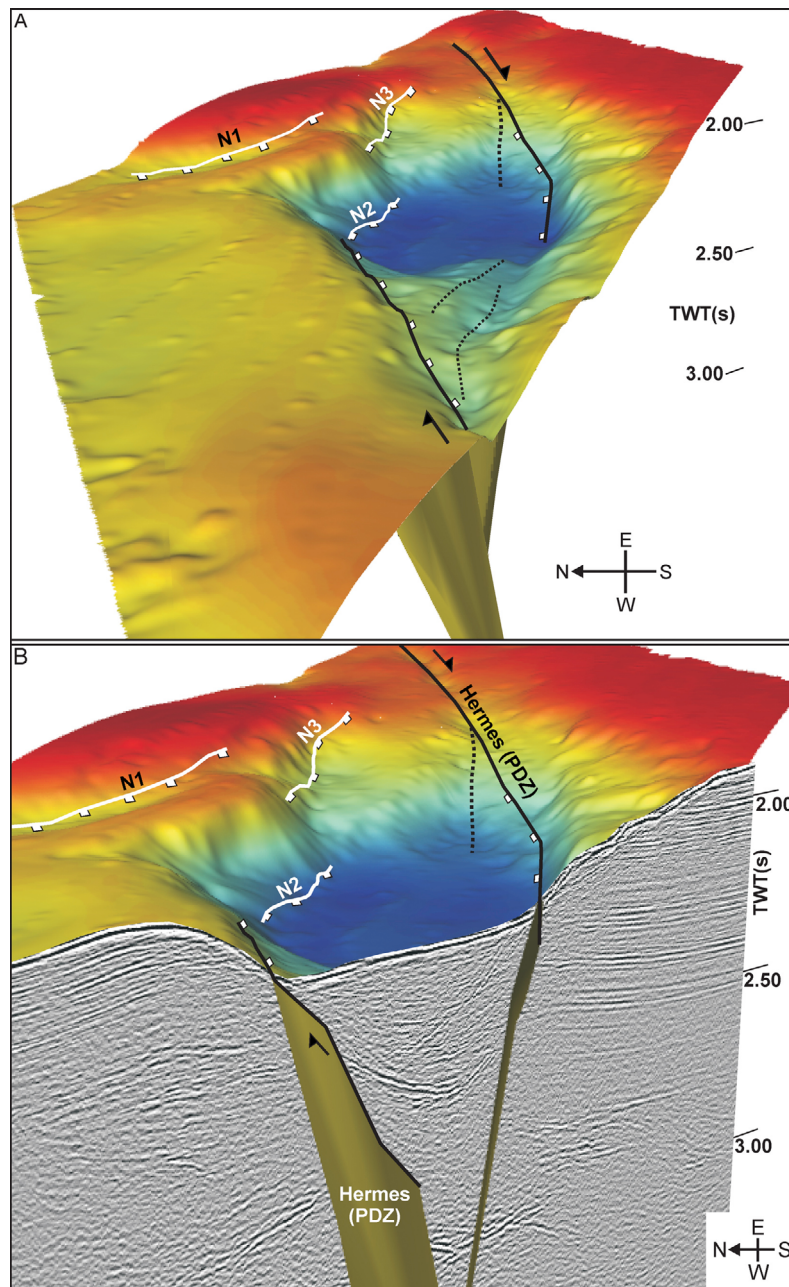 A
N1
N3
N2
2.00
2.50
TWT(s)
3.00
E
N S
W
B
N1
N3
N2
Hermes (PDZ)
2.00
TWT(s)
2.50
3.00
Hermes
(PDZ)
E
N S
W